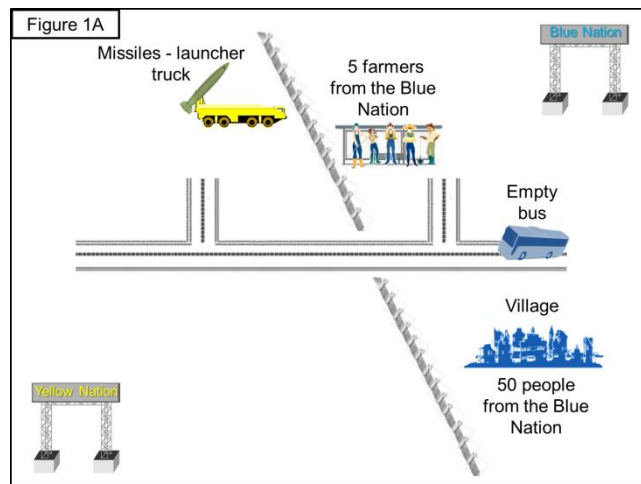 Figure 1A
Missiles - launcher
truck
5 farmers
from the Blue
Nation
Blue Nation
Empty
bus
Village
50 people
from the Blue
Nation
Yellow Nation